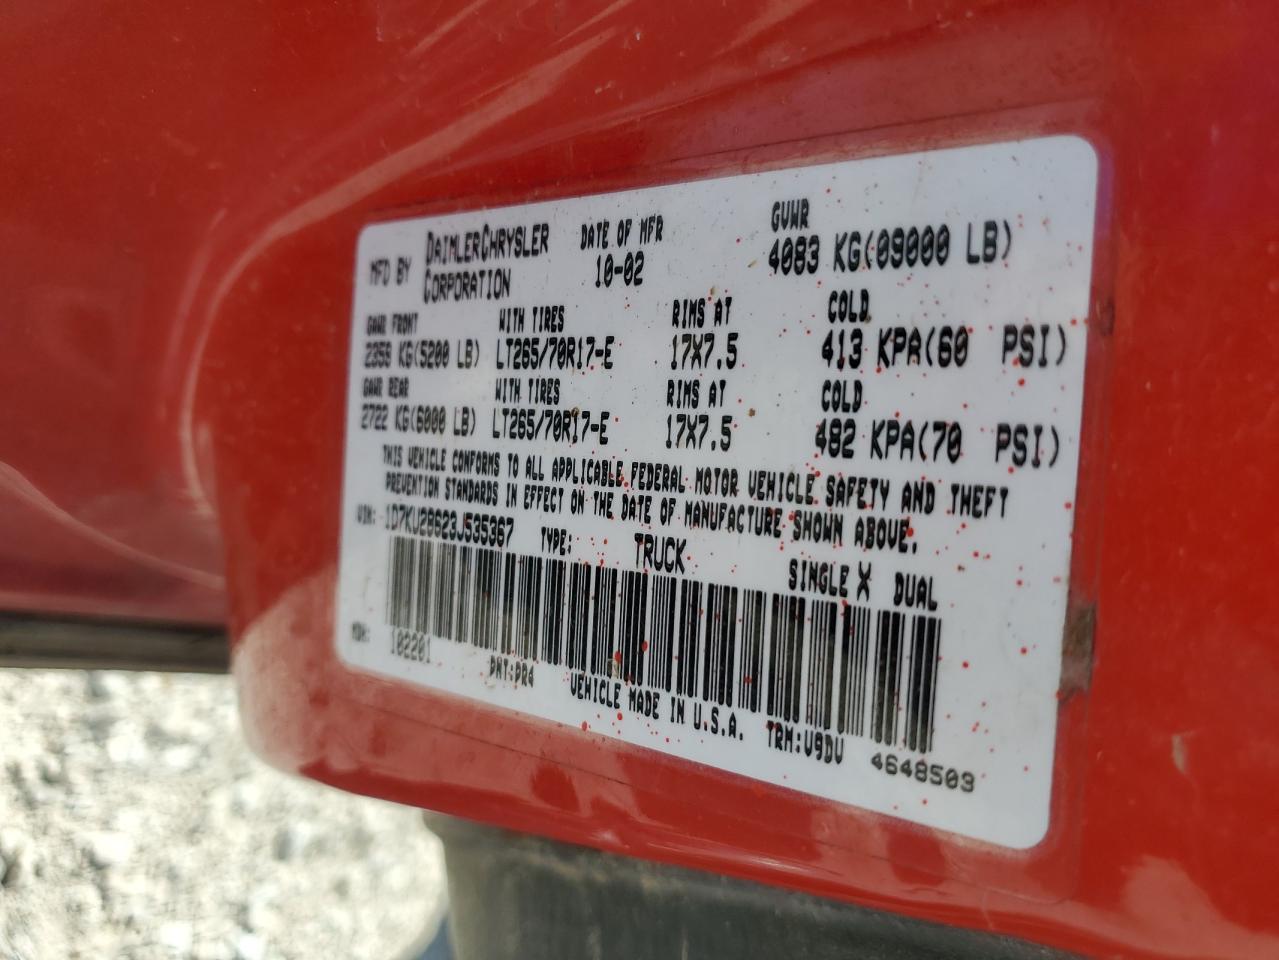 MFD BY DAIMLERCHRYSLER CORPORATION DATE OF MFR 10-02 GVWR 4083 KG(09000 LB)
GAWR FRONT WITH TIRES RIMS AT COLD
2359 KG(5200 LB) LT265/70R17-E 17X7.5 413 KPA(60 PSI)
GAWR REAR WITH TIRES RIMS AT COLD
2722 KG(6000 LB) LT265/70R17-E 17X7.5 482 KPA(70 PSI)
THIS VEHICLE CONFORMS TO ALL APPLICABLE FEDERAL MOTOR VEHICLE SAFETY AND THEFT
PREVENTION STANDARDS IN EFFECT ON THE DATE OF MANUFACTURE SHOWN ABOVE.
VIN: 1D7KU28623J535367 TYPE: TRUCK SINGLE X DUAL
MDH: 102201 PNT:PR4 VEHICLE MADE IN U.S.A. TRM:V9DV 4648503